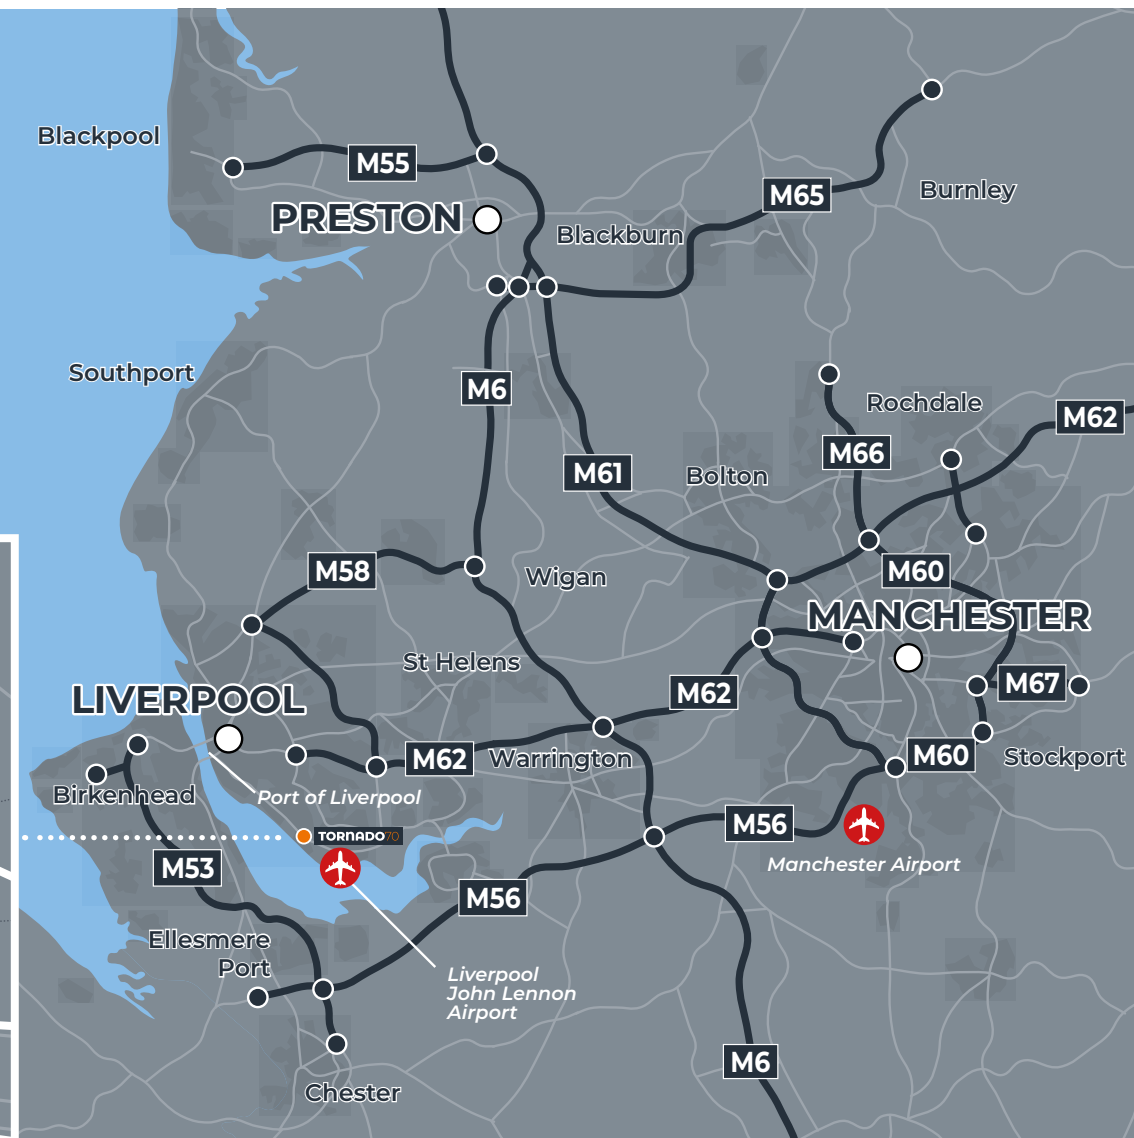 Blackpool
M55
M65
Burnley
PRESTON
Blackburn
Southport
M6
Rochdale
M62
M66
M61
Bolton
M58
Wigan
M60
MANCHESTER
St Helens
LIVERPOOL
M62
M67
M62
Warrington
M60
Stockport
Birkenhead
Port of Liverpool
M56
TORNADO70
Manchester Airport
M53
M56
Ellesmere
Port
Liverpool
John Lennon
Airport
M6
Chester